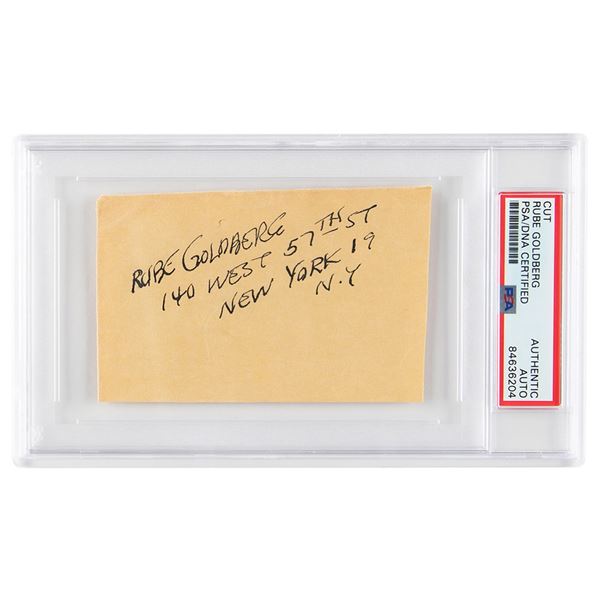 RUBE GOLDBERG
140 WEST 57TH ST
NEW YORK 19
N.Y
CUT
RUBE GOLDBERG
PSA/DNA CERTIFIED
PSA
AUTHENTIC
AUTO
84636204